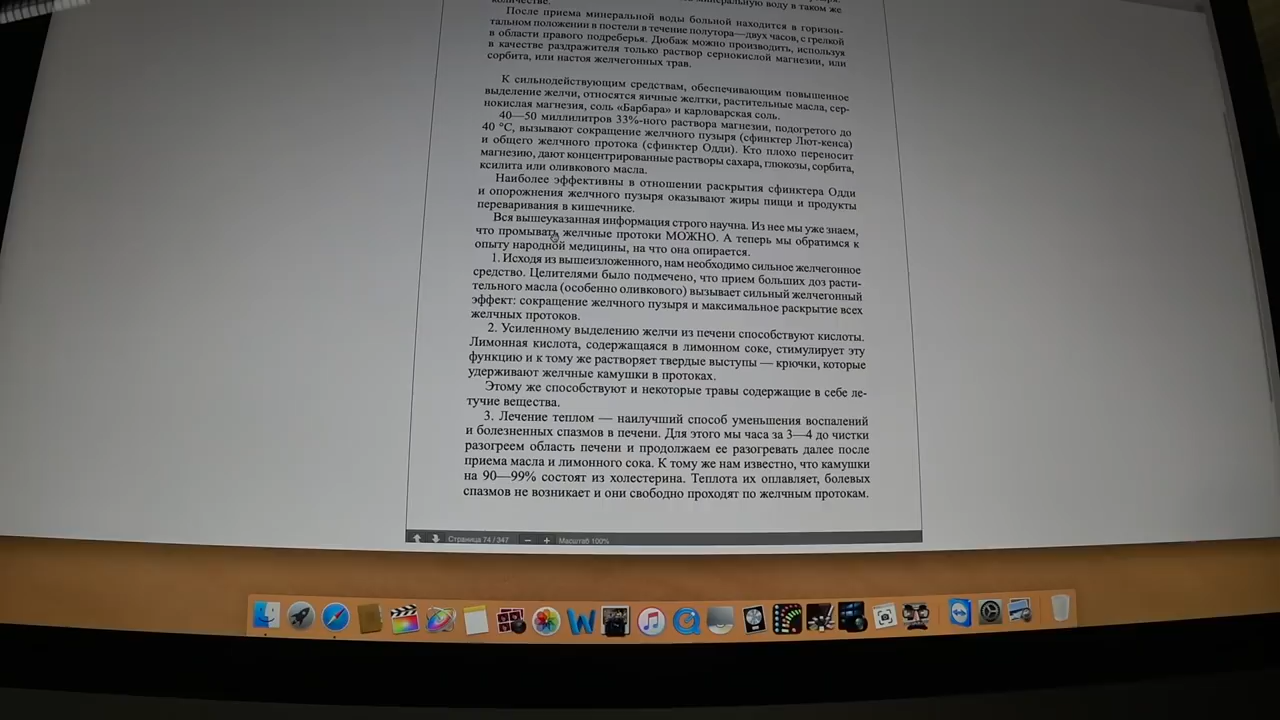 минеральную воду в таком же
количестве.
После приема минеральной воды больной находится в горизон-
тальном положении в постели в течение полутора—двух часов, с грелкой
в области правого подреберья. Дюбаж можно производить, используя
в качестве раздражителя только раствор сернокислой магнезии, или
сорбита, или настоя желчегонных трав.
К сильнодействующим средствам, обеспечивающим повышенное
выделение желчи, относятся яичные желтки, растительные масла, сер-
нокислая магнезия, соль «Барбара» и карловарская соль.
40—50 миллилитров 33%-ного раствора магнезии, подогретого до
40 °C, вызывают сокращение желчного пузыря (сфинктер Лют-кенса)
и общего желчного протока (сфинктер Одди). Кто плохо переносит
магнезию, дают концентрированные растворы сахара, глюкозы, сорбита,
ксилита или оливкового масла.
Наиболее эффективны в отношении раскрытия сфинктера Одди
и опорожнения желчного пузыря оказывают жиры пищи и продукты
переваривания в кишечнике.
Вся вышеуказанная информация строго научна. Из нее мы уже знаем,
что промывать желчные протоки МОЖНО. А теперь мы обратимся к
опыту народной медицины, на что она опирается.
1. Исходя из вышеизложенного, нам необходимо сильное желчегонное
средство. Целителями было подмечено, что прием больших доз расти-
тельного масла (особенно оливкового) вызывает сильный желчегонный
эффект: сокращение желчного пузыря и максимальное раскрытие всех
желчных протоков.
2. Усиленному выделению желчи из печени способствуют кислоты.
Лимонная кислота, содержащаяся в лимонном соке, стимулирует эту
функцию и к тому же растворяет твердые выступы — крючки, которые
удерживают желчные камушки в протоках.
Этому же способствуют и некоторые травы содержащие в себе ле-
тучие вещества.
3. Лечение теплом — наилучший способ уменьшения воспалений
и болезненных спазмов в печени. Для этого мы часа за 3—4 до чистки
разогреем область печени и продолжаем ее разогревать далее после
приема масла и лимонного сока. К тому же нам известно, что камушки
на 90—99% состоят из холестерина. Теплота их оплавляет, болевых
спазмов не возникает и они свободно проходят по желчным протокам.
Страница 74 / 347 − + Масштаб 100%